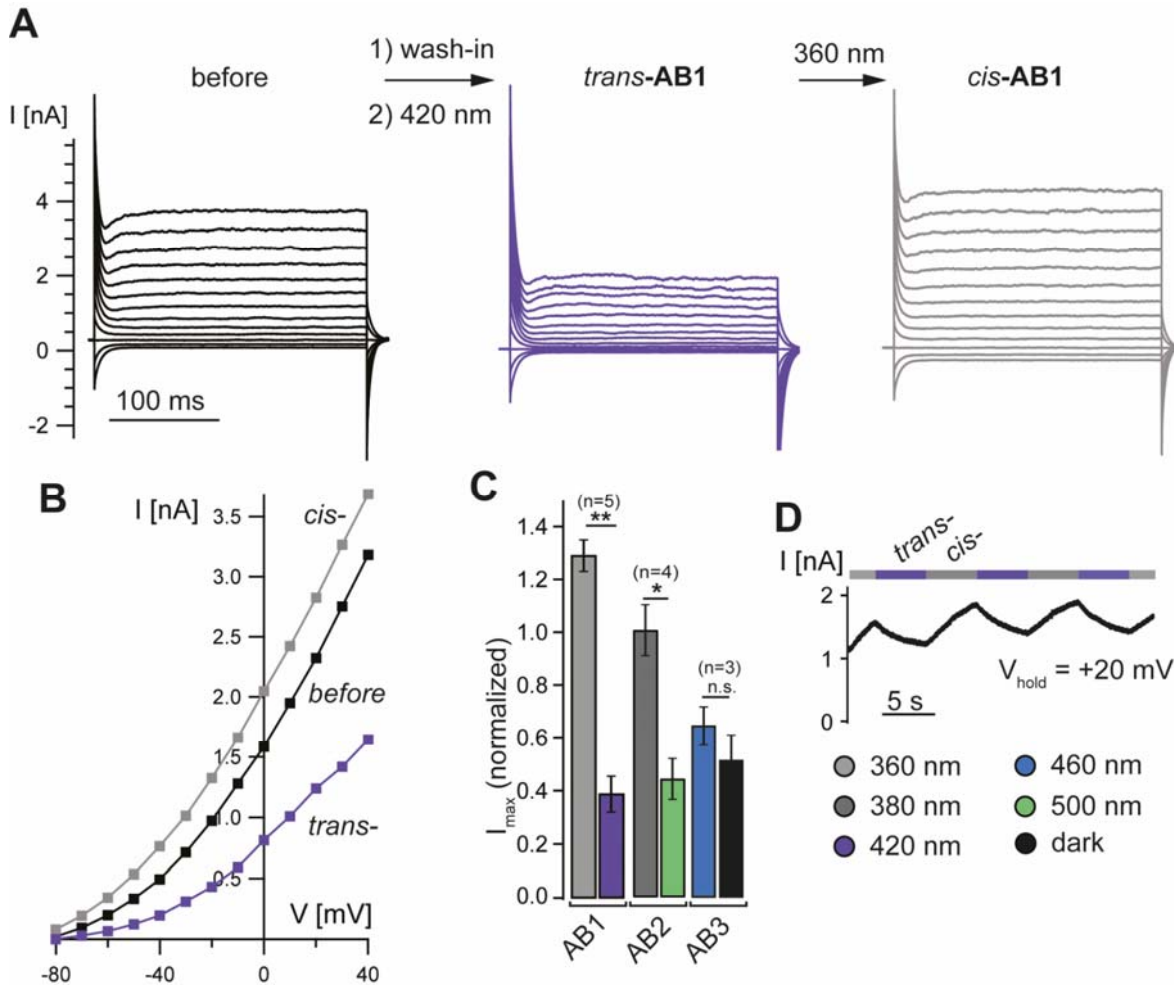 A
before
1) wash-in
2) 420 nm
trans-AB1
360 nm
cis-AB1
I [nA]
4
2
0
-2
100 ms
B
I [nA]
3.5
3.0
2.5
2.0
1.5
1.0
0.5
cis-
before
trans-
V [mV]
-80
-40
0
40
C
I max (normalized)
1.4
1.2
1.0
0.8
0.6
0.4
0.2
0.0
(n=5)
**
(n=4)
*
(n=3)
n.s.
AB1
AB2
AB3
D
I [nA]
trans-
cis-
2
1
0
5 s
V hold = +20 mV
360 nm
380 nm
420 nm
460 nm
500 nm
dark